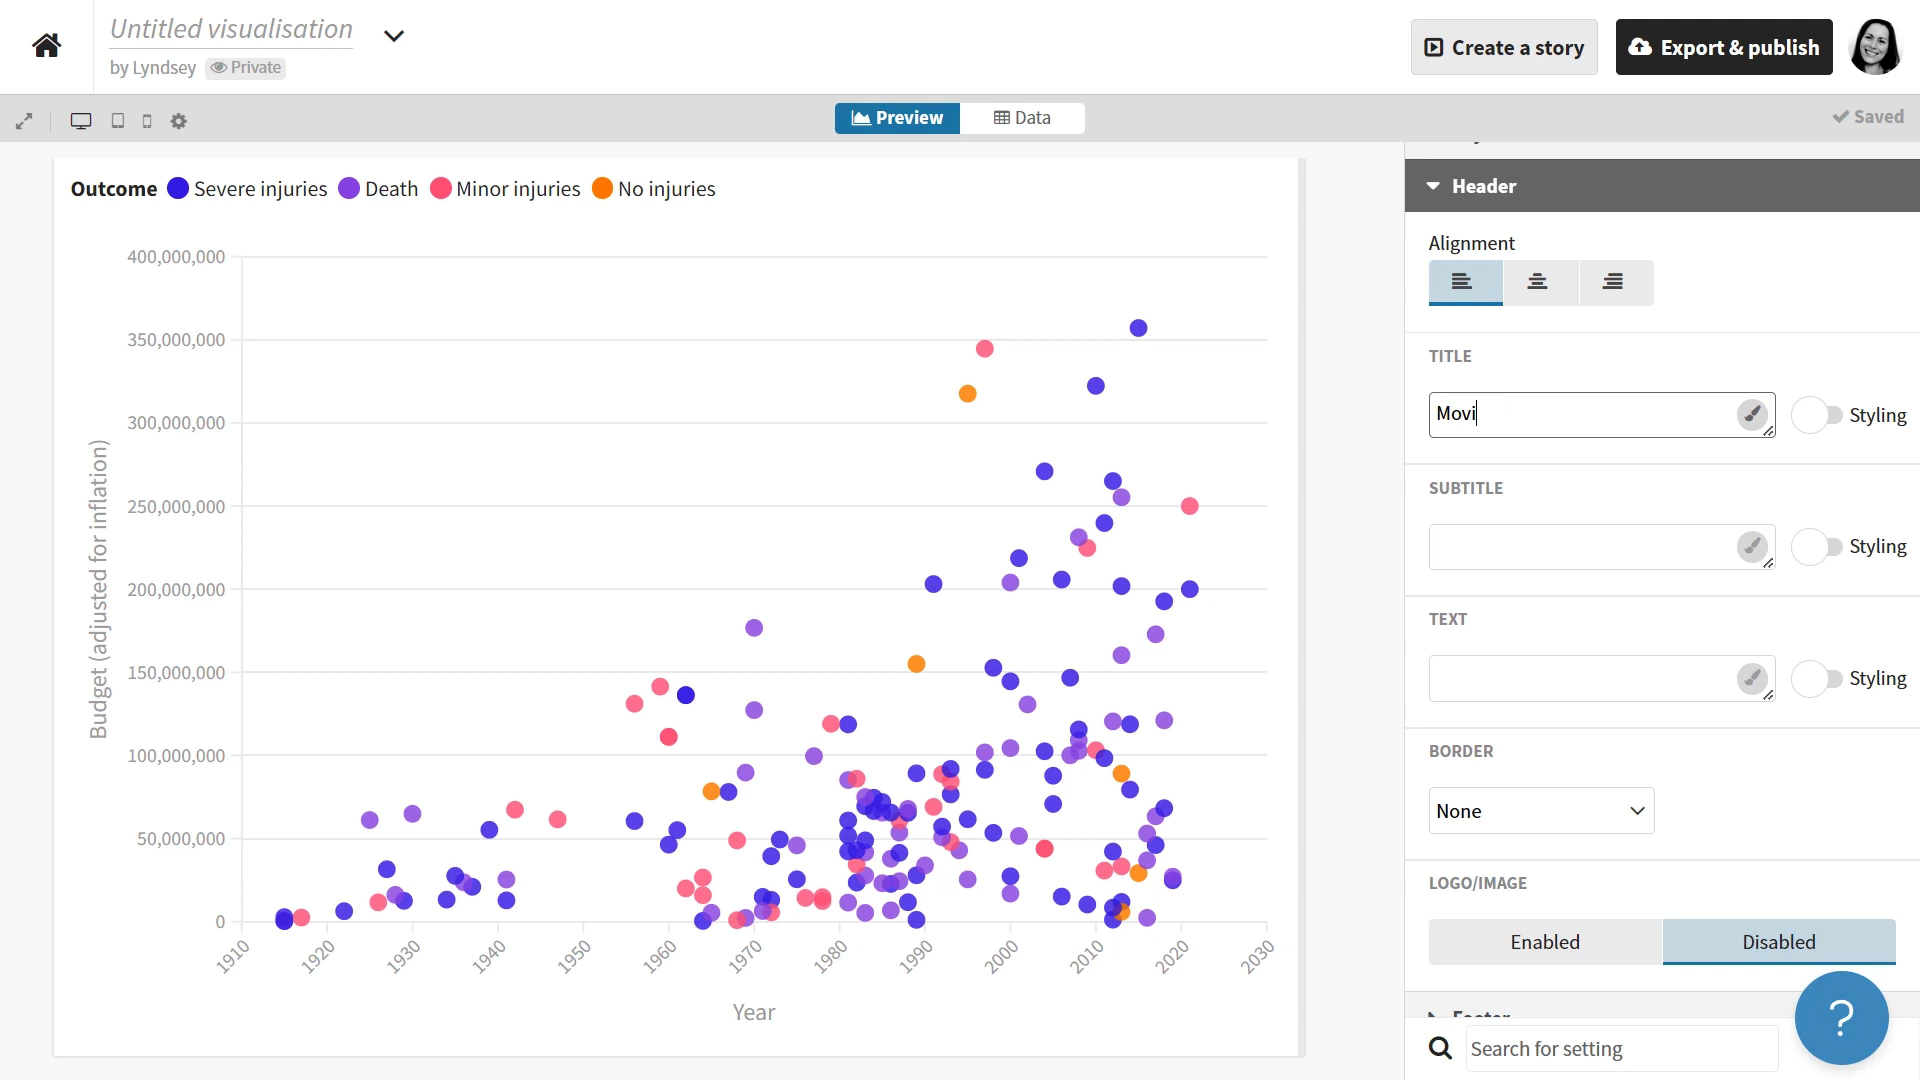 Untitled visualisation
by Lyndsey Private
Create a story
Export & publish
Preview
Data
Saved
Outcome Severe injuries Death Minor injuries No injuries
400,000,000
350,000,000
300,000,000
250,000,000
200,000,000
150,000,000
100,000,000
50,000,000
0
Budget (adjusted for inflation)
1910 1920 1930 1940 1950 1960 1970 1980 1990 2000 2010 2020 2030
Year
Header
Alignment
TITLE
Movi
Styling
SUBTITLE
Styling
TEXT
Styling
BORDER
None
LOGO/IMAGE
Enabled Disabled
Footer
Search for setting
?